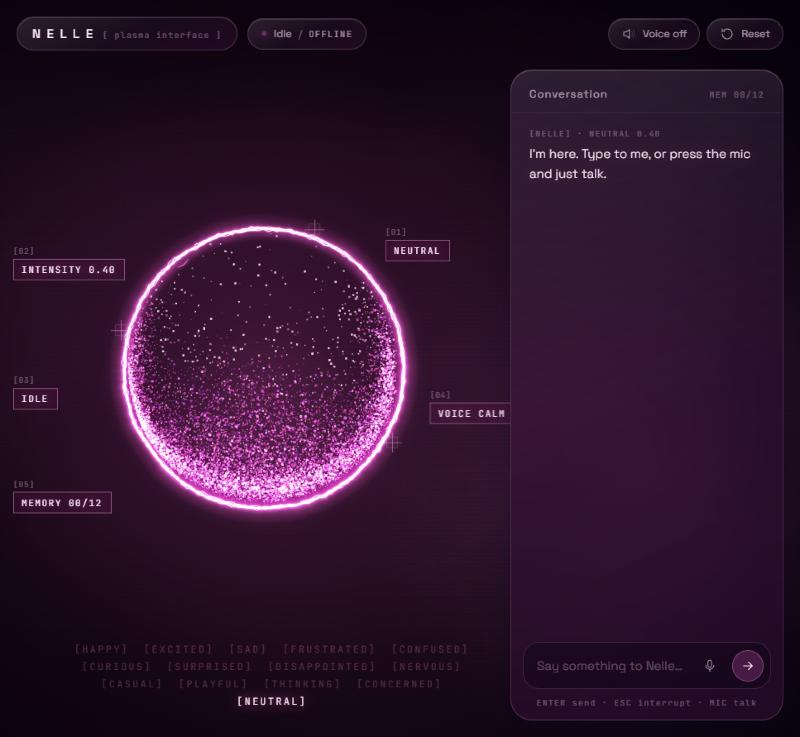 NELLE [ plasma interface ]
Idle / OFFLINE
Voice off
Reset
Conversation
MEM 00/12
[NELLE] · NEUTRAL 0.40
I'm here. Type to me, or press the mic
and just talk.
[01]
NEUTRAL
[02]
INTENSITY 0.40
[03]
IDLE
[04]
VOICE CALM
[05]
MEMORY 00/12
[HAPPY] [EXCITED] [SAD] [FRUSTRATED] [CONFUSED]
[CURIOUS] [SURPRISED] [DISAPPOINTED] [NERVOUS]
[CASUAL] [PLAYFUL] [THINKING] [CONCERNED]
[NEUTRAL]
Say something to Nelle…
ENTER send · ESC interrupt · MIC talk